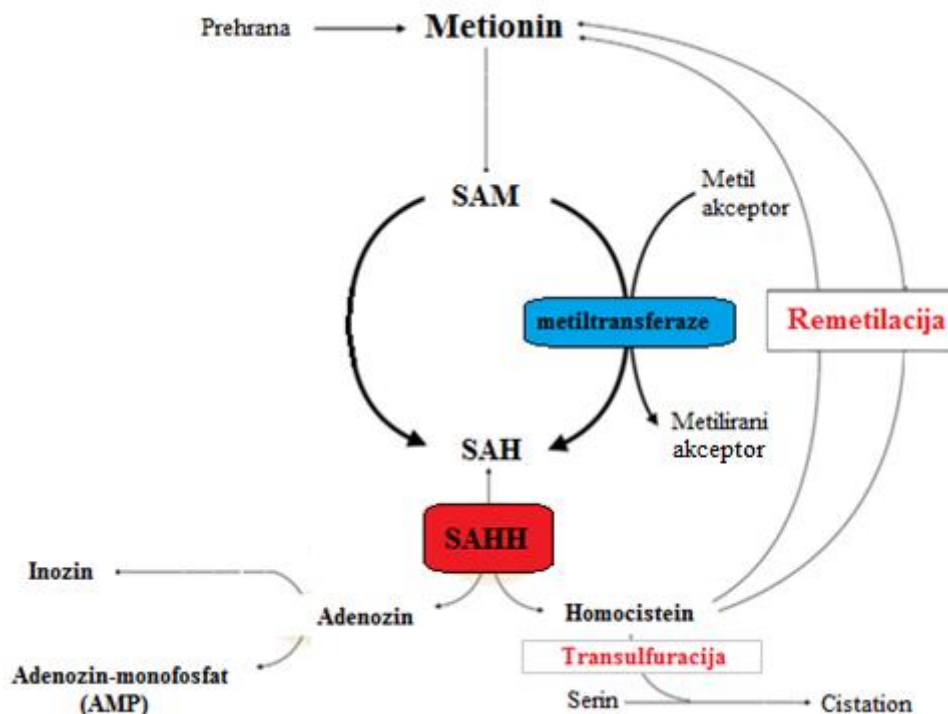 Prehrana
Metionin
SAM
Metil
akceptor
metiltransferaze
Remetilacija
Metilirani
akceptor
SAH
SAHH
Inozin
Adenozin
Homocistein
Transulfuracija
Adenozin-monofosfat
(AMP)
Serin
Cistation